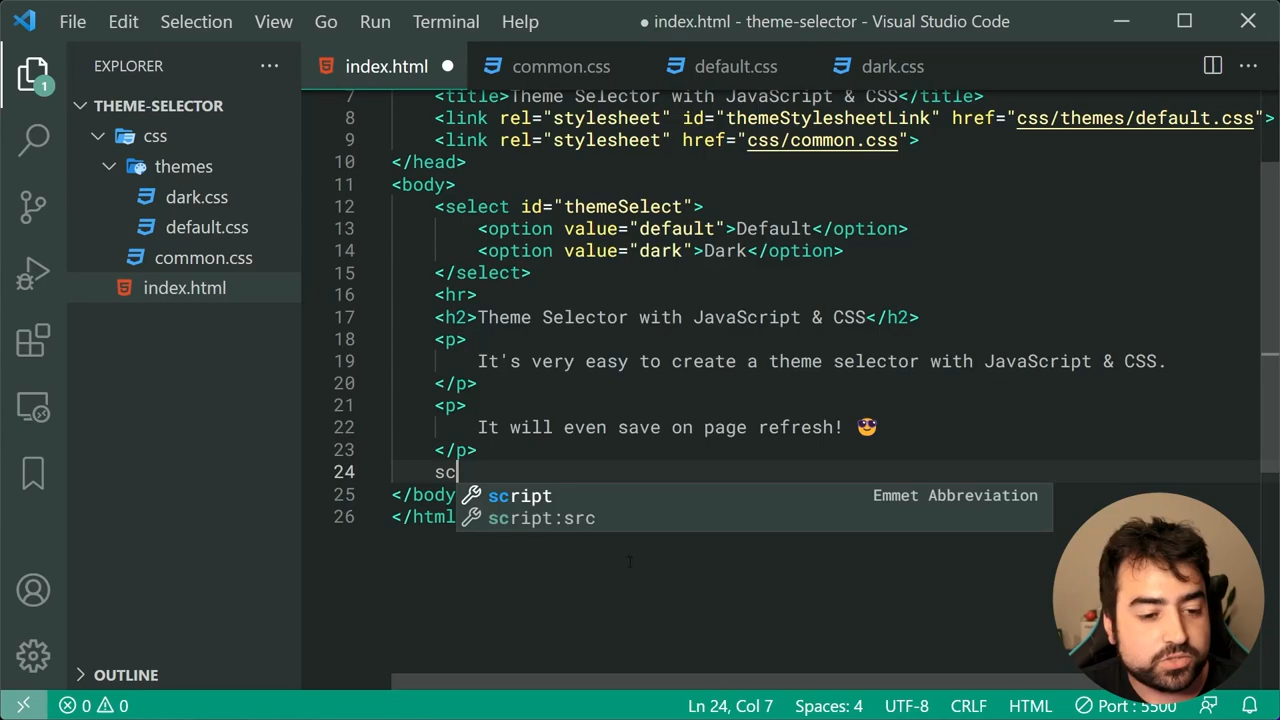 File Edit Selection View Go Run Terminal Help
● index.html - theme-selector - Visual Studio Code
EXPLORER
1
THEME-SELECTOR
css
themes
dark.css
default.css
common.css
index.html
OUTLINE
index.html
common.css
default.css
dark.css
7 <title>Theme Selector with JavaScript & CSS</title>
8 <link rel="stylesheet" id="themeStylesheetLink" href="css/themes/default.css">
9 <link rel="stylesheet" href="css/common.css">
10 </head>
11 <body>
12 <select id="themeSelect">
13 <option value="default">Default</option>
14 <option value="dark">Dark</option>
15 </select>
16 <hr>
17 <h2>Theme Selector with JavaScript & CSS</h2>
18 <p>
19 It's very easy to create a theme selector with JavaScript & CSS.
20 </p>
21 <p>
22 It will even save on page refresh! 😎
23 </p>
24 sc
25 </body
26 </html
script Emmet Abbreviation
script:src
0 0 Ln 24, Col 7 Spaces: 4 UTF-8 CRLF HTML Port : 5500